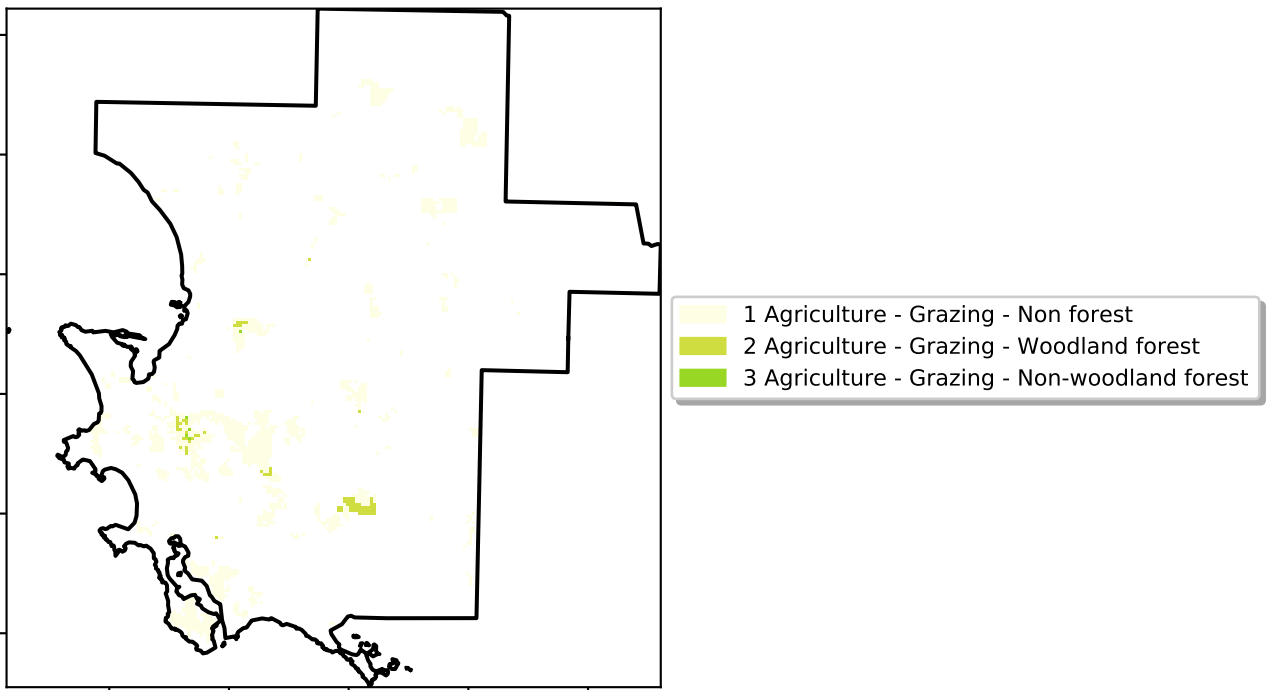 1 Agriculture - Grazing - Non forest
2 Agriculture - Grazing - Woodland forest
3 Agriculture - Grazing - Non-woodland forest